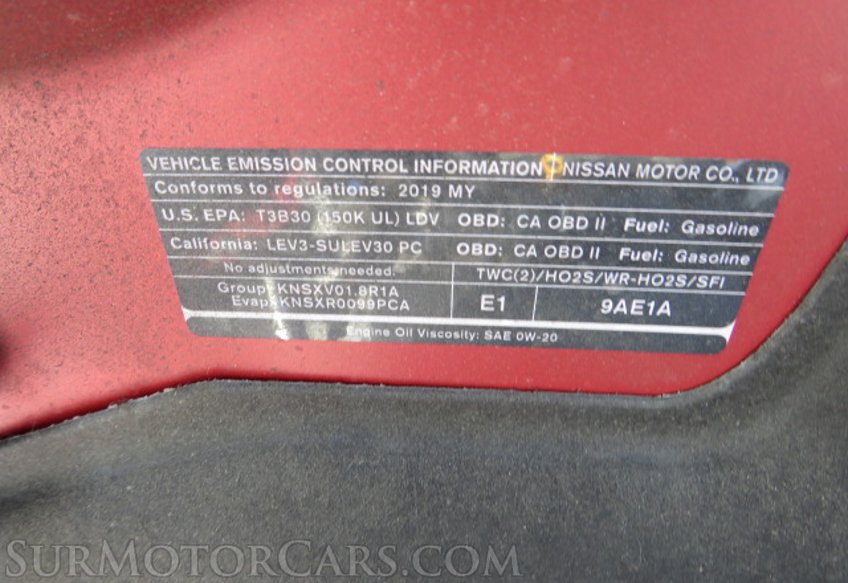 VEHICLE EMISSION CONTROL INFORMATION NISSAN MOTOR CO., LTD
Conforms to regulations: 2019 MY
U.S. EPA: T3B30 (150K UL) LDV OBD: CA OBD II Fuel: Gasoline
California: LEV3-SULEV30 PC OBD: CA OBD II Fuel: Gasoline
No adjustments needed. TWC(2)/HO2S/WR-HO2S/SFI
Group: KNSXV01.8R1A
Evap: KNSXR0099PCA E1 9AE1A
Engine Oil Viscosity: SAE 0W-20
SURMOTORCARS.COM